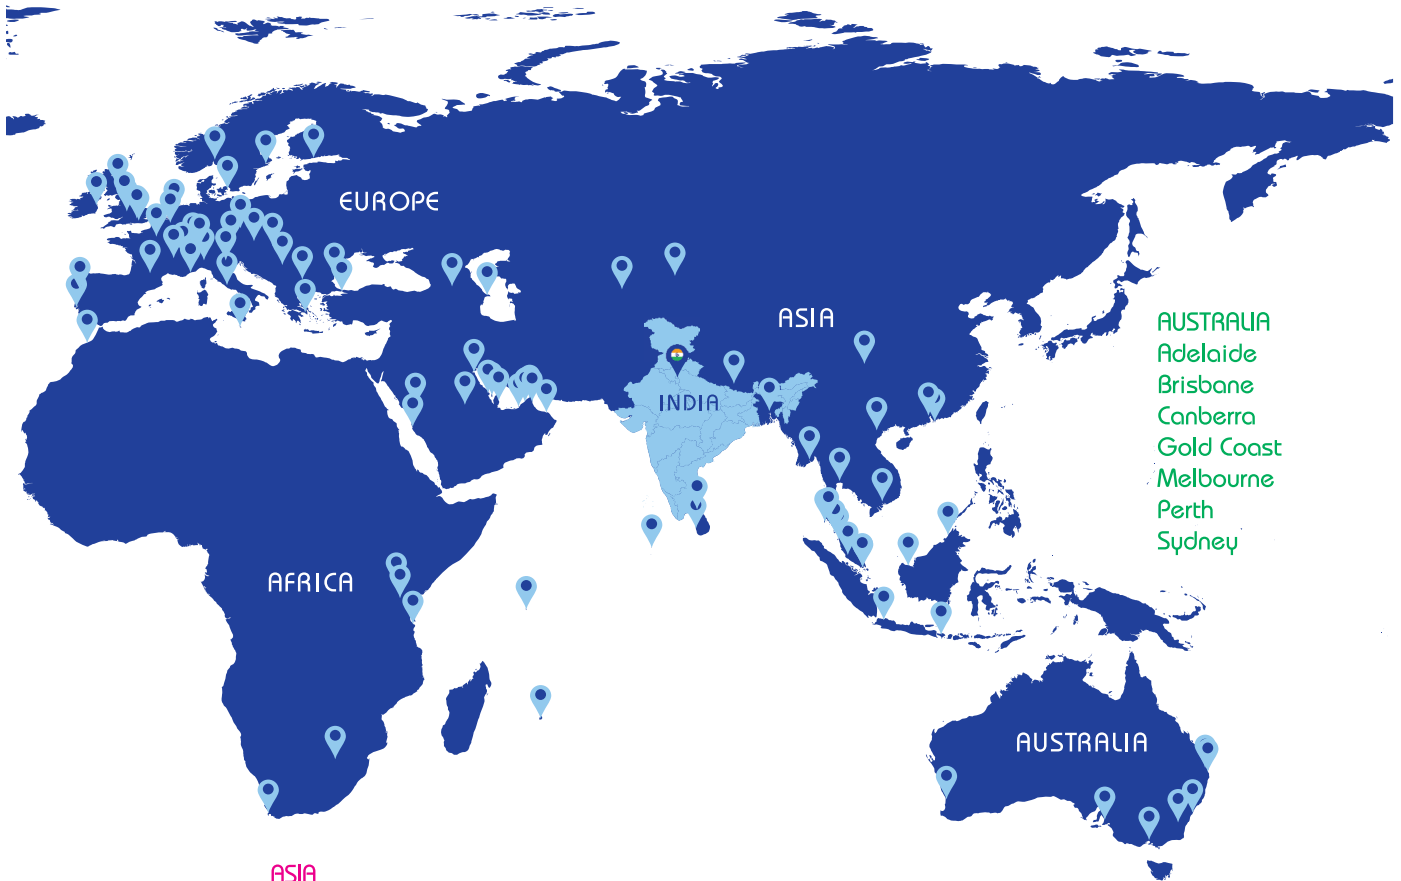 EUROPE
ASIA
INDIA
AFRICA
AUSTRALIA
AUSTRALIA
Adelaide
Brisbane
Canberra
Gold Coast
Melbourne
Perth
Sydney
ASIA